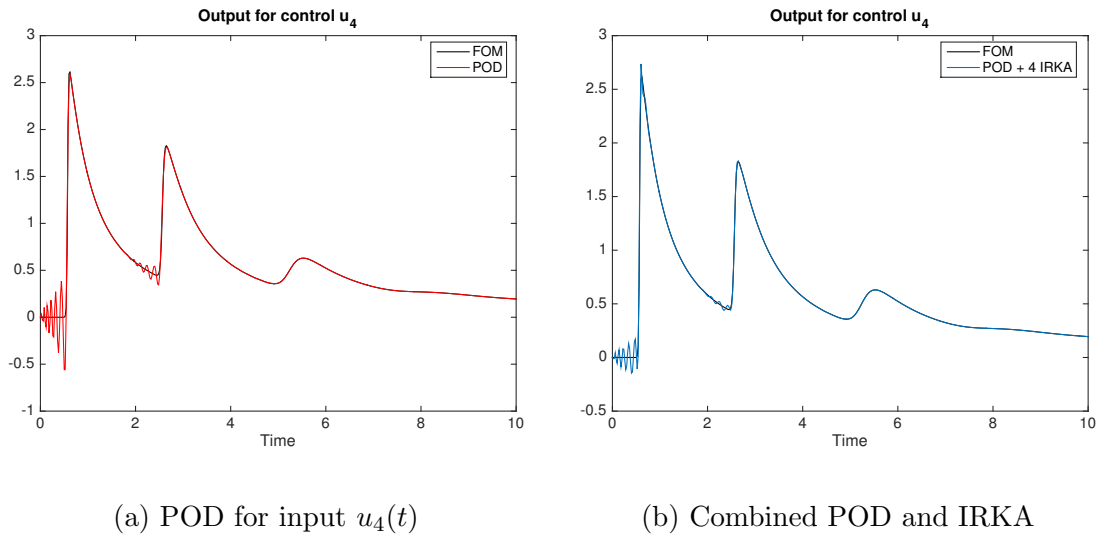 Output for control u4
3
2.5
2
1.5
1
0.5
0
-0.5
-1
0 2 4 6 8 10
Time
FOM
POD
(a) POD for input u4(t)
Output for control u4
3
2.5
2
1.5
1
0.5
0
-0.5
0 2 4 6 8 10
Time
FOM
POD + 4 IRKA
(b) Combined POD and IRKA